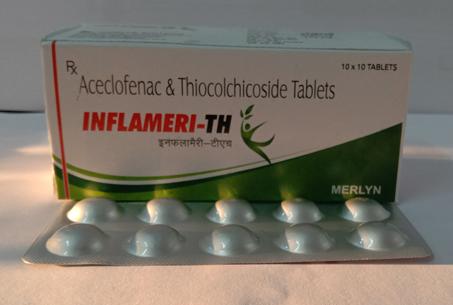 10 x 10 TABLETS
Rx
Aceclofenac & Thiocolchicoside Tablets
INFLAMERI-TH
इनफलामैरी-टीएच
MERLYN